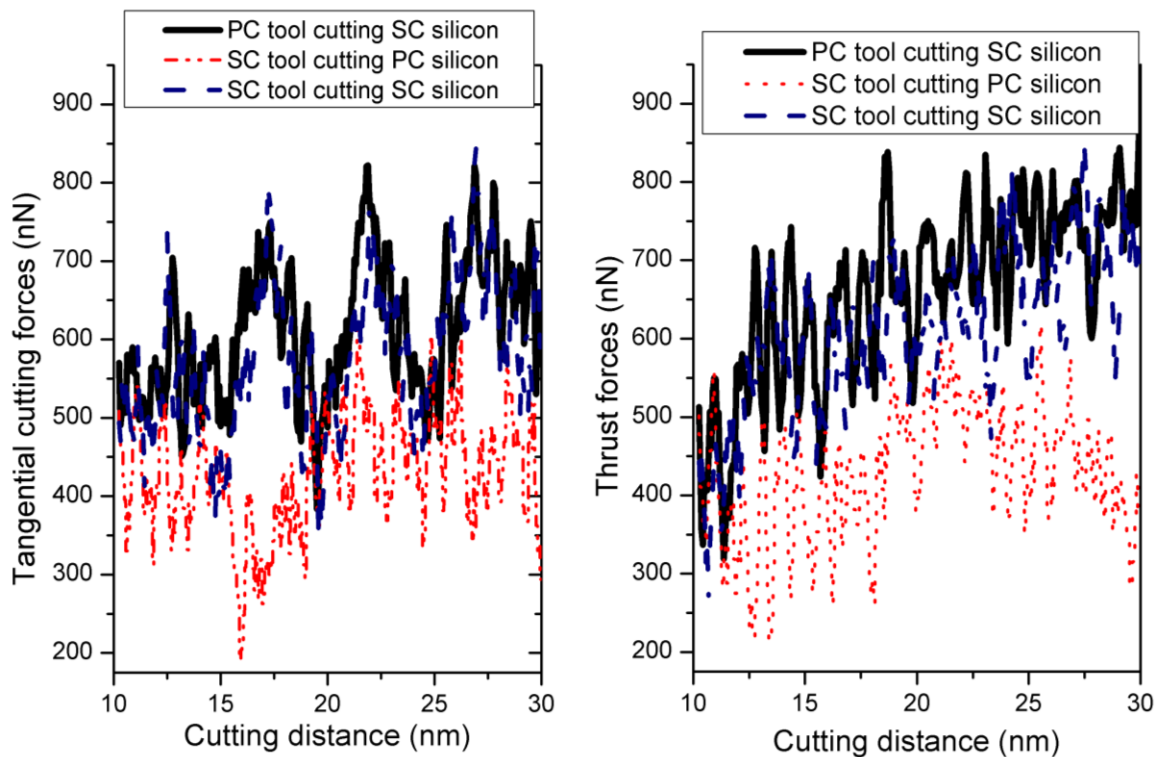 PC tool cutting SC silicon
SC tool cutting PC silicon
SC tool cutting SC silicon
Tangential cutting forces (nN)
900
800
700
600
500
400
300
200
10
15
20
25
30
Cutting distance (nm)
PC tool cutting SC silicon
SC tool cutting PC silicon
SC tool cutting SC silicon
Thrust forces (nN)
900
800
700
600
500
400
300
200
10
15
20
25
30
Cutting distance (nm)